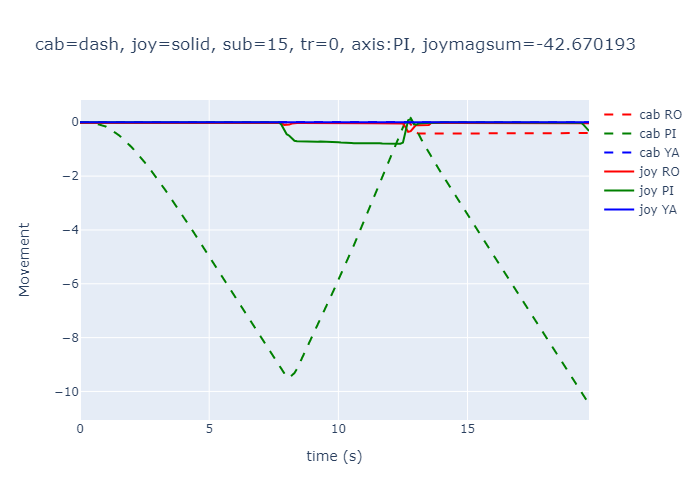 cab=dash, joy=solid, sub=15, tr=0, axis:PI, joymagsum=-42.670193
Movement
0
−2
−4
−6
−8
−10
0
5
10
15
time (s)
cab RO
cab PI
cab YA
joy RO
joy PI
joy YA